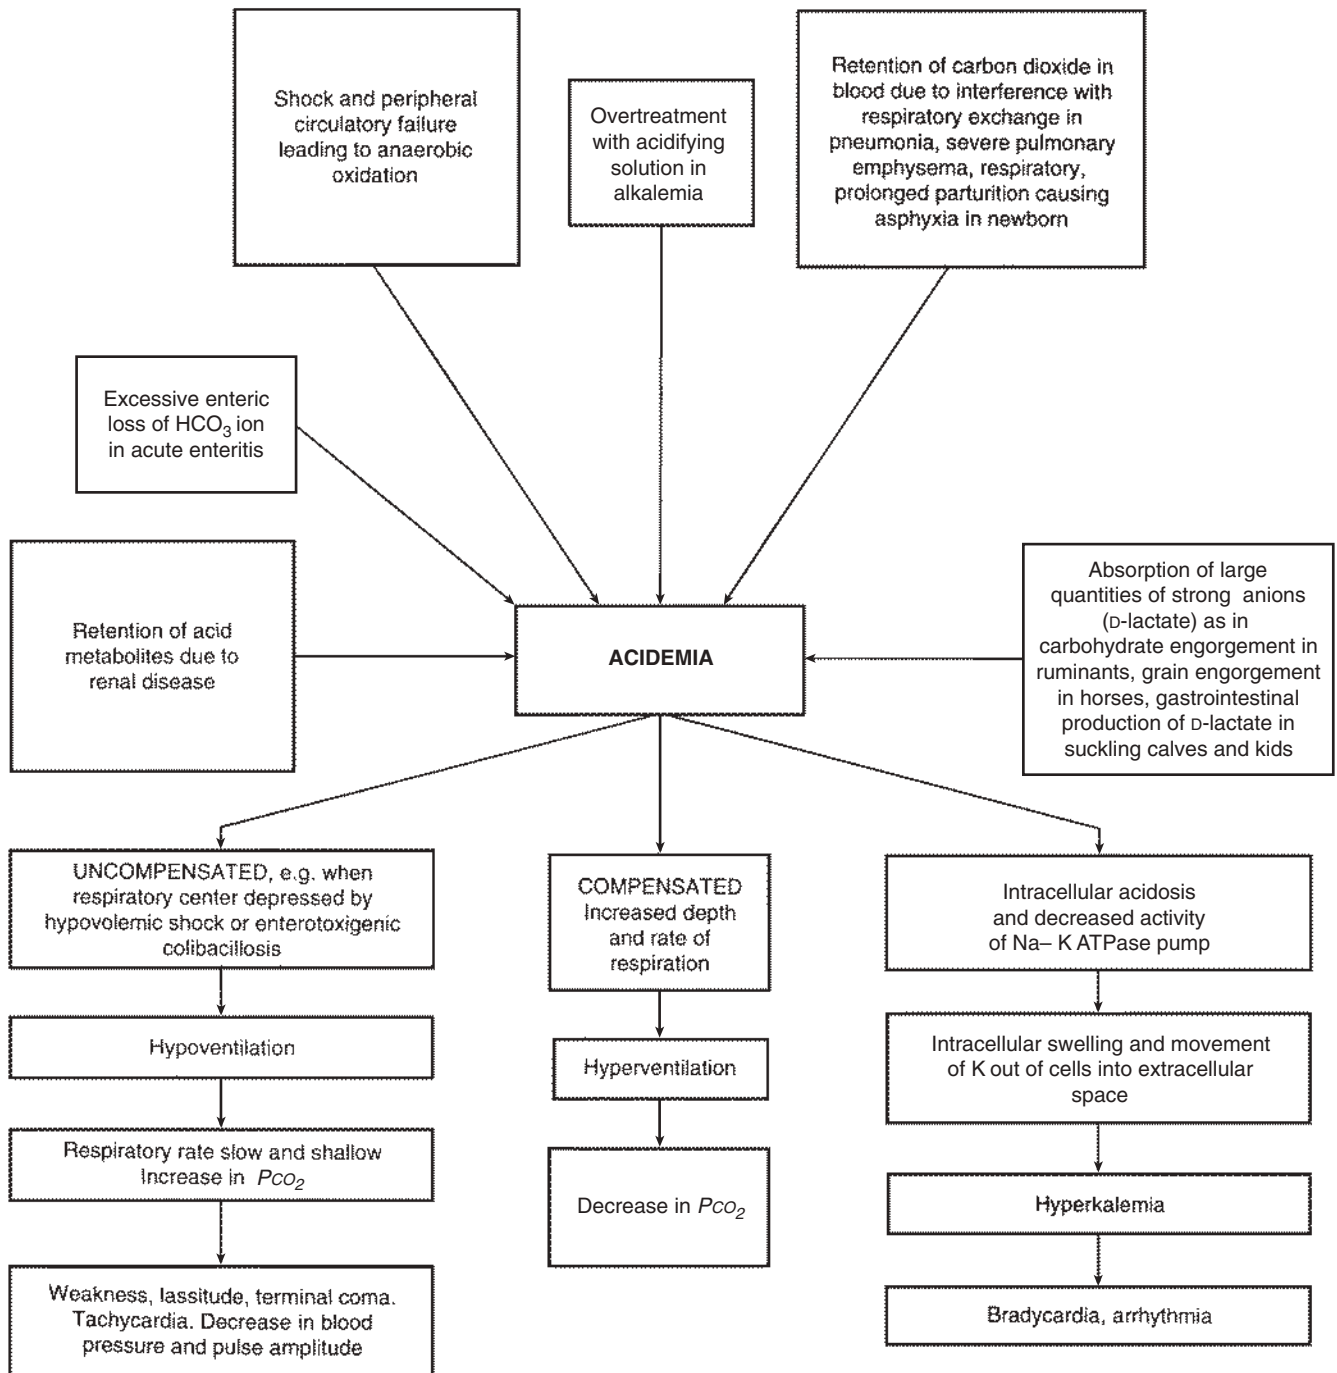 Shock and peripheral
circulatory failure
leading to anaerobic
oxidation
Overtreatment
with acidifying
solution in
alkalemia
Retention of carbon dioxide in
blood due to interference with
respiratory exchange in
pneumonia, severe pulmonary
emphysema, respiratory,
prolonged parturition causing
asphyxia in newborn
Excessive enteric
loss of HCO₃ ion
in acute enteritis
Retention of acid
metabolites due to
renal disease
ACIDEMIA
Absorption of large
quantities of strong anions
(D-lactate) as in
carbohydrate engorgement in
ruminants, grain engorgement
in horses, gastrointestinal
production of D-lactate in
suckling calves and kids
UNCOMPENSATED, e.g. when
respiratory center depressed by
hypovolemic shock or enterotoxigenic
colibacillosis
Hypoventilation
Respiratory rate slow and shallow
Increase in PCO₂
Weakness, lassitude, terminal coma.
Tachycardia. Decrease in blood
pressure and pulse amplitude
COMPENSATED
Increased depth
and rate of
respiration
Hyperventilation
Decrease in PCO₂
Intracellular acidosis
and decreased activity
of Na– K ATPase pump
Intracellular swelling and movement
of K out of cells into extracellular
space
Hyperkalemia
Bradycardia, arrhythmia